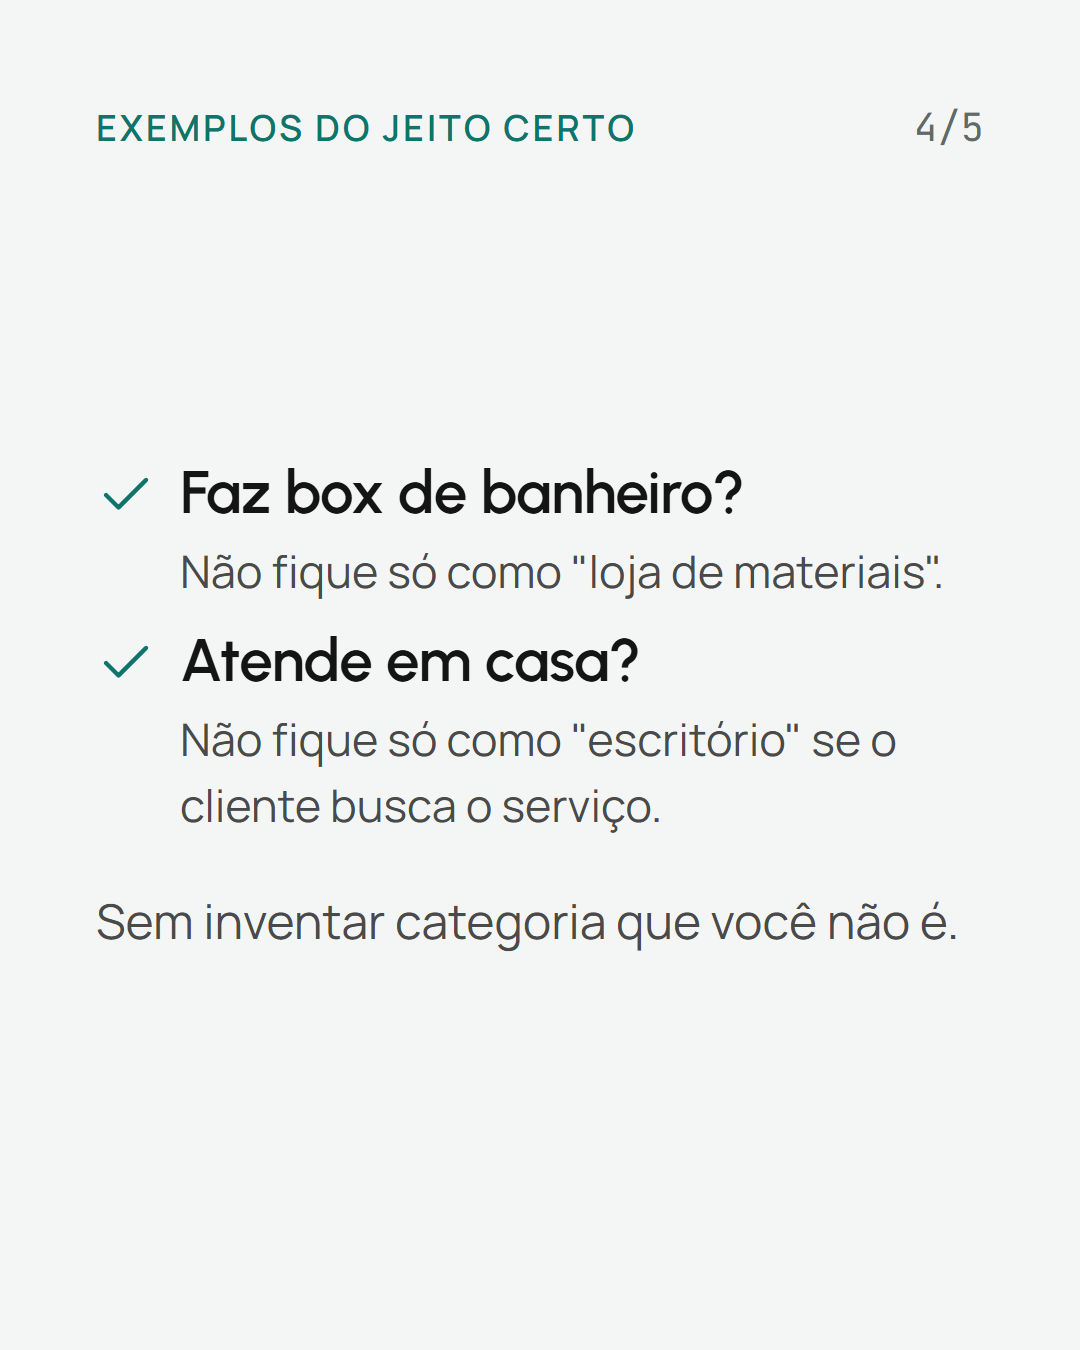 EXEMPLOS DO JEITO CERTO
4/5
Faz box de banheiro?
Não fique só como "loja de materiais".
Atende em casa?
Não fique só como "escritório" se o
cliente busca o serviço.
Sem inventar categoria que você não é.